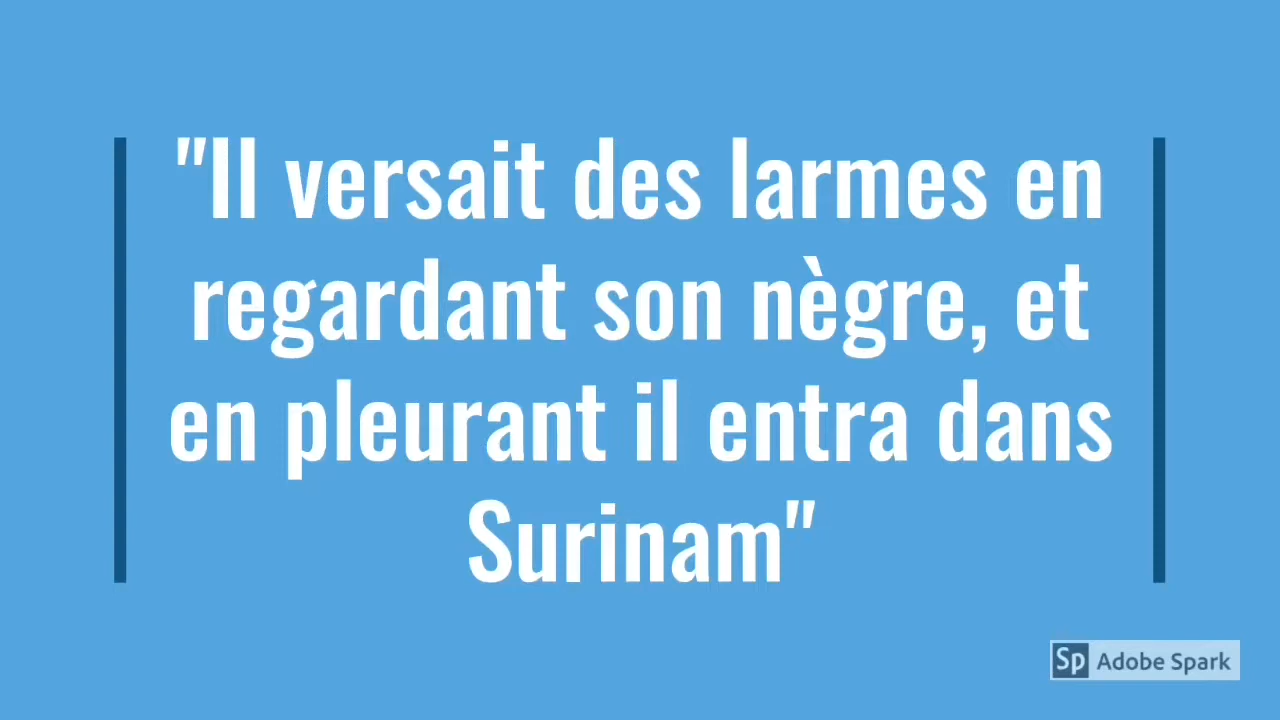 "Il versait des larmes en
regardant son nègre, et
en pleurant il entra dans
Surinam"
Sp Adobe Spark